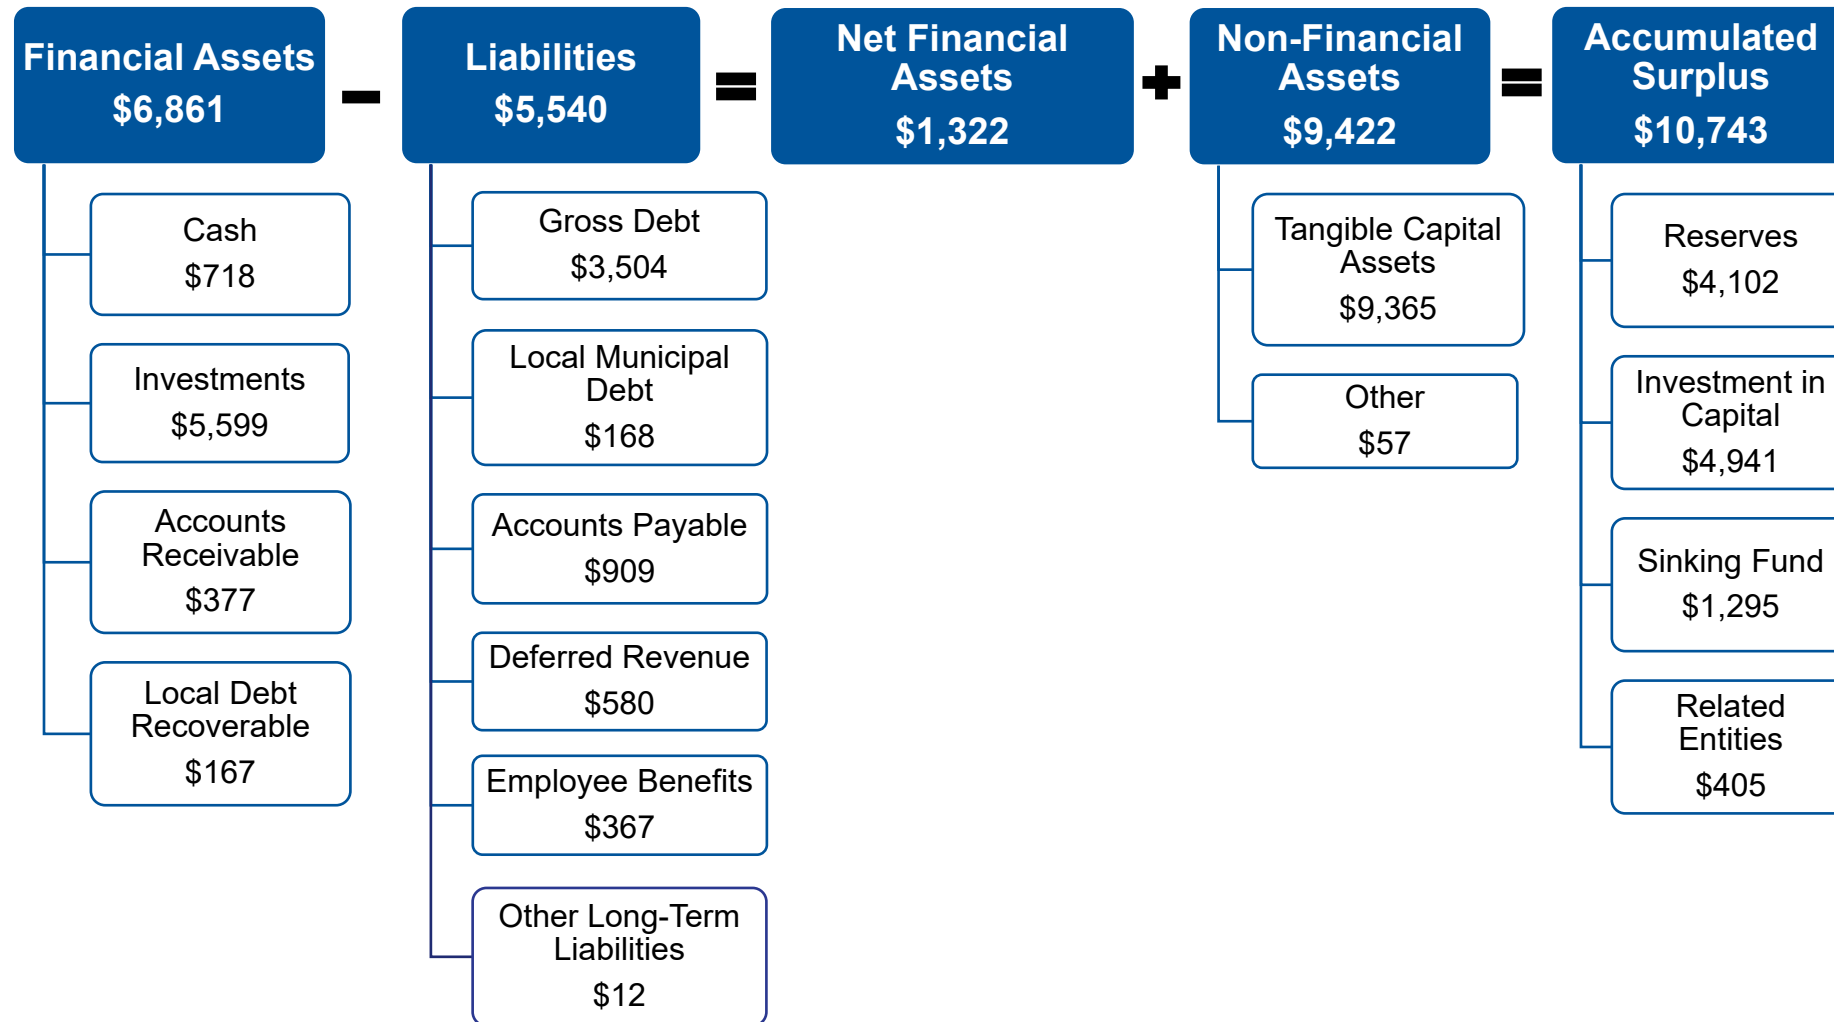 Financial Assets
$6,861
Cash
$718
Investments
$5,599
Accounts
Receivable
$377
Local Debt
Recoverable
$167
Liabilities
$5,540
Gross Debt
$3,504
Local Municipal
Debt
$168
Accounts Payable
$909
Deferred Revenue
$580
Employee Benefits
$367
Other Long-Term
Liabilities
$12
Net Financial
Assets
$1,322
Non-Financial
Assets
$9,422
Tangible Capital
Assets
$9,365
Other
$57
Accumulated
Surplus
$10,743
Reserves
$4,102
Investment in
Capital
$4,941
Sinking Fund
$1,295
Related
Entities
$405